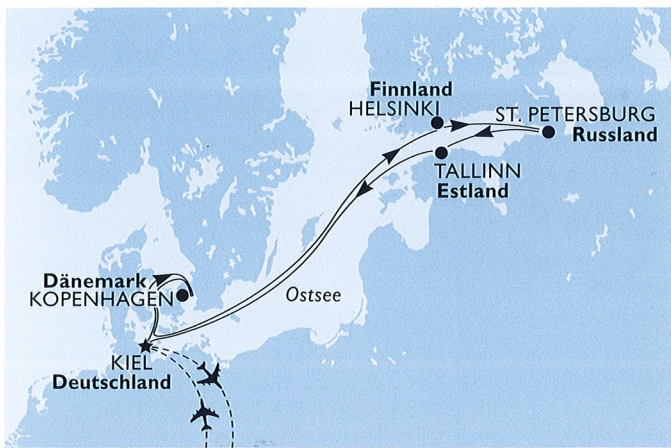 Finnland
HELSINKI
ST. PETERSBURG
Russland
TALLINN
Estland
Dänemark
KOPENHAGEN
Ostsee
KIEL
Deutschland